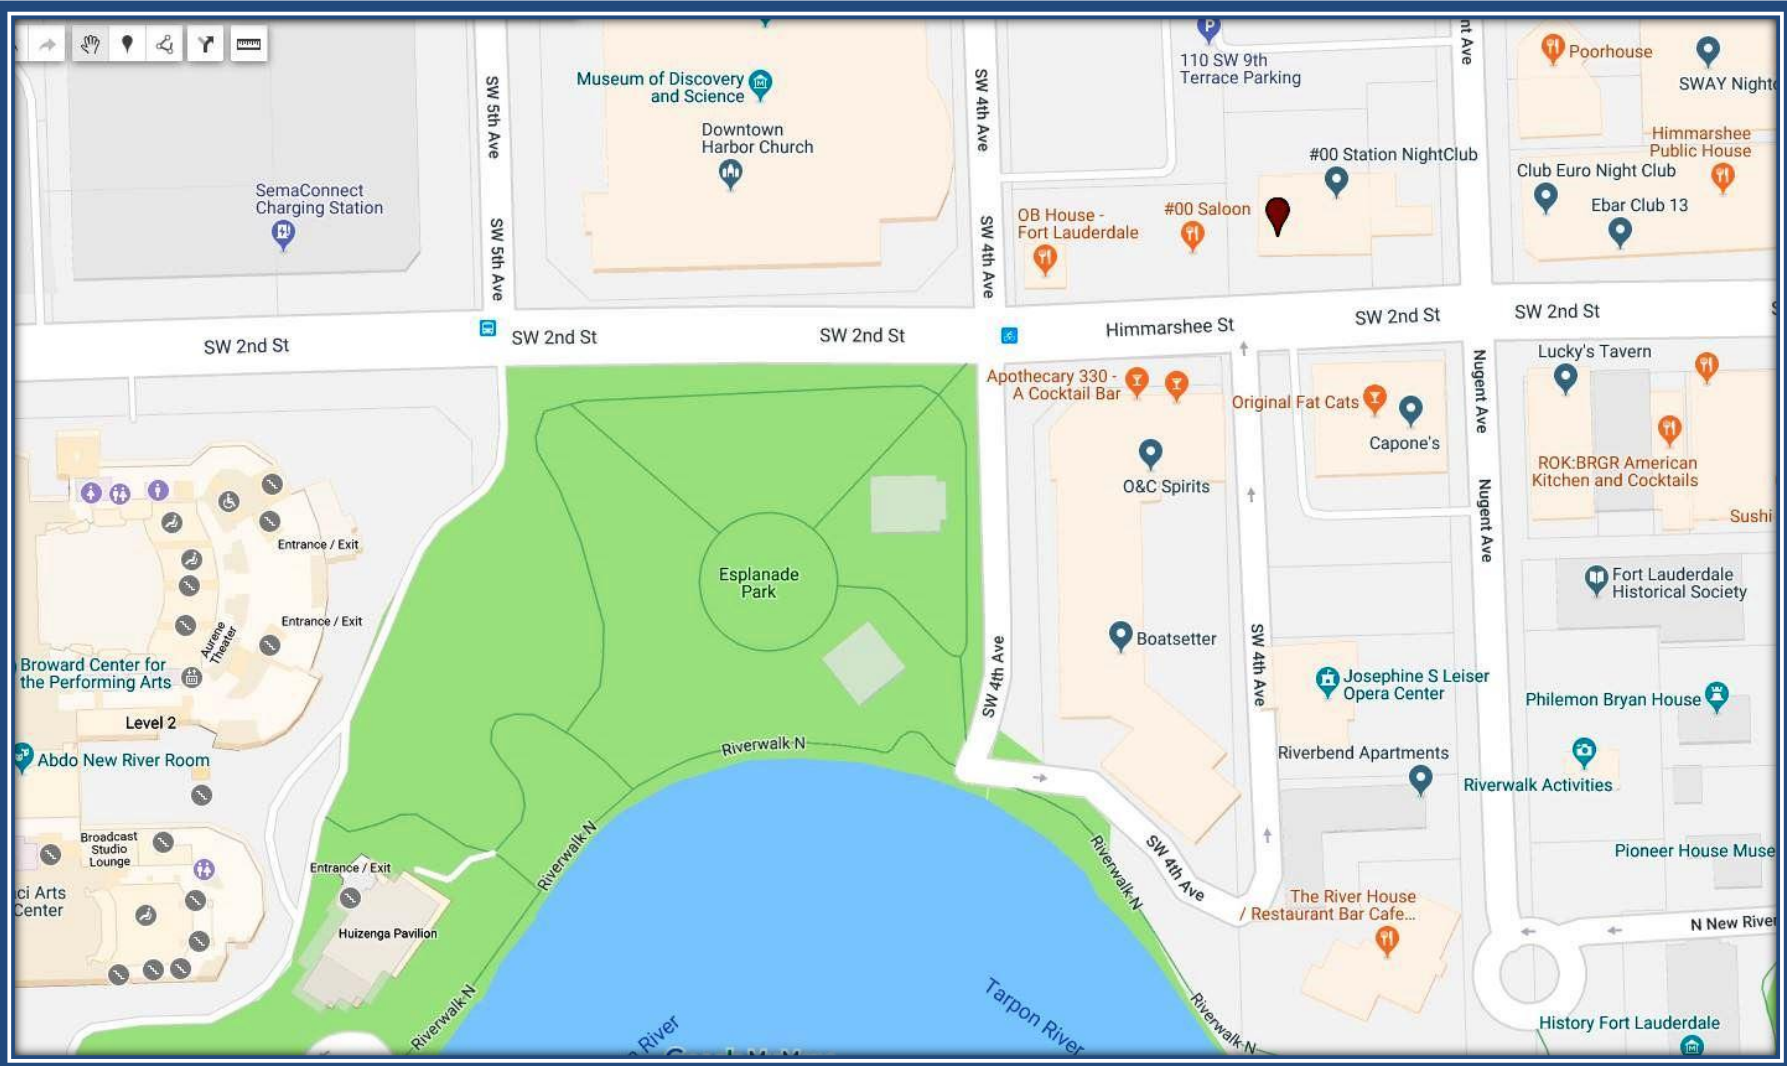 nt Ave
P
Poorhouse
110 SW 9th
Terrace Parking
Museum of Discovery
and Science
SW 5th Ave
SW 4th Ave
SWAY Night
Downtown
Harbor Church
#00 Station NightClub
Himmarshee
Public House
Club Euro Night Club
SemaConnect
Charging Station
Ebar Club 13
OB House -
Fort Lauderdale
#00 Saloon
SW 5th Ave
SW 4th Ave
SW 2nd St
SW 2nd St
SW 2nd St
Himmarshee St
SW 2nd St
SW 2nd St
Lucky's Tavern
Apothecary 330 -
A Cocktail Bar
Original Fat Cats
Nugent Ave
Capone's
O&C Spirits
ROK:BRGR American
Kitchen and Cocktails
Nugent Ave
Sushi
Entrance / Exit
Esplanade
Park
Fort Lauderdale
Historical Society
Entrance / Exit
Aurene
Theater
Boatsetter
SW 4th Ave
SW 4th Ave
Broward Center for
the Performing Arts
Josephine S Leiser
Opera Center
Philemon Bryan House
Level 2
Riverwalk N
Abdo New River Room
Riverbend Apartments
Riverwalk Activities
Broadcast
Studio
Lounge
Riverwalk N
Riverwalk N
SW 4th Ave
Pioneer House Muse
Entrance / Exit
ci Arts
Center
The River House
/ Restaurant Bar Cafe...
Huizenga Pavilion
N New River
Riverwalk N
Tarpon River
Riverwalk N
River
History Fort Lauderdale